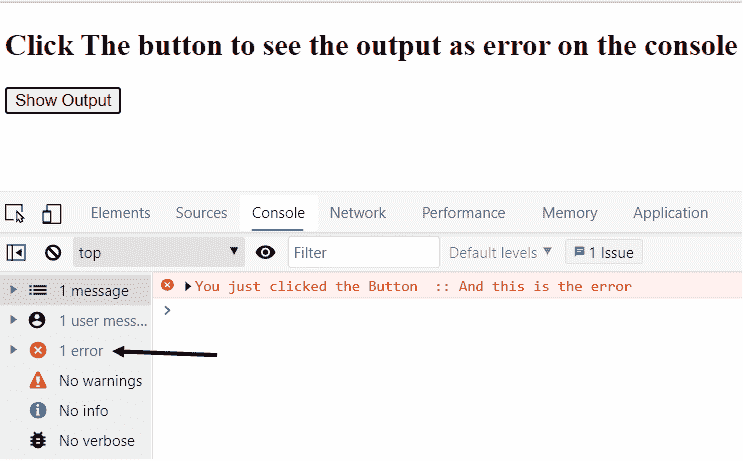 Click The button to see the output as error on the console
Show Output
Elements Sources Console Network Performance Memory Application
top Filter Default levels 1 Issue
1 message
You just clicked the Button :: And this is the error
1 user mess...
1 error
No warnings
No info
No verbose